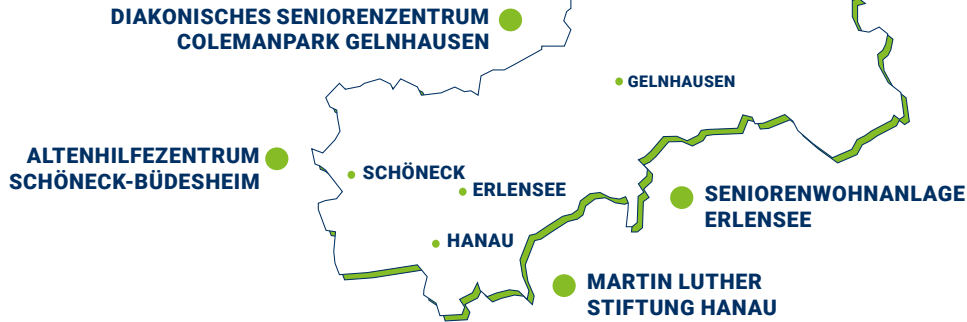 DIAKONISCHES SENIORENZENTRUM
COLEMANPARK GELNHAUSEN
GELNHAUSEN
ALTENHILFEZENTRUM
SCHÖNECK-BÜDESHEIM
SCHÖNECK
ERLENSEE
SENIORENWOHNANLAGE
ERLENSEE
HANAU
MARTIN LUTHER
STIFTUNG HANAU